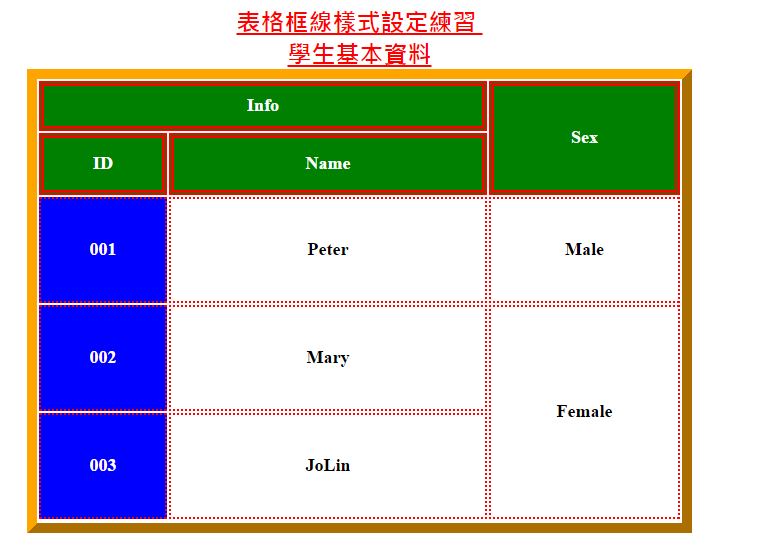 表格框線樣式設定練習
學生基本資料
Info
Sex
ID
Name
001
Peter
Male
002
Mary
Female
003
JoLin